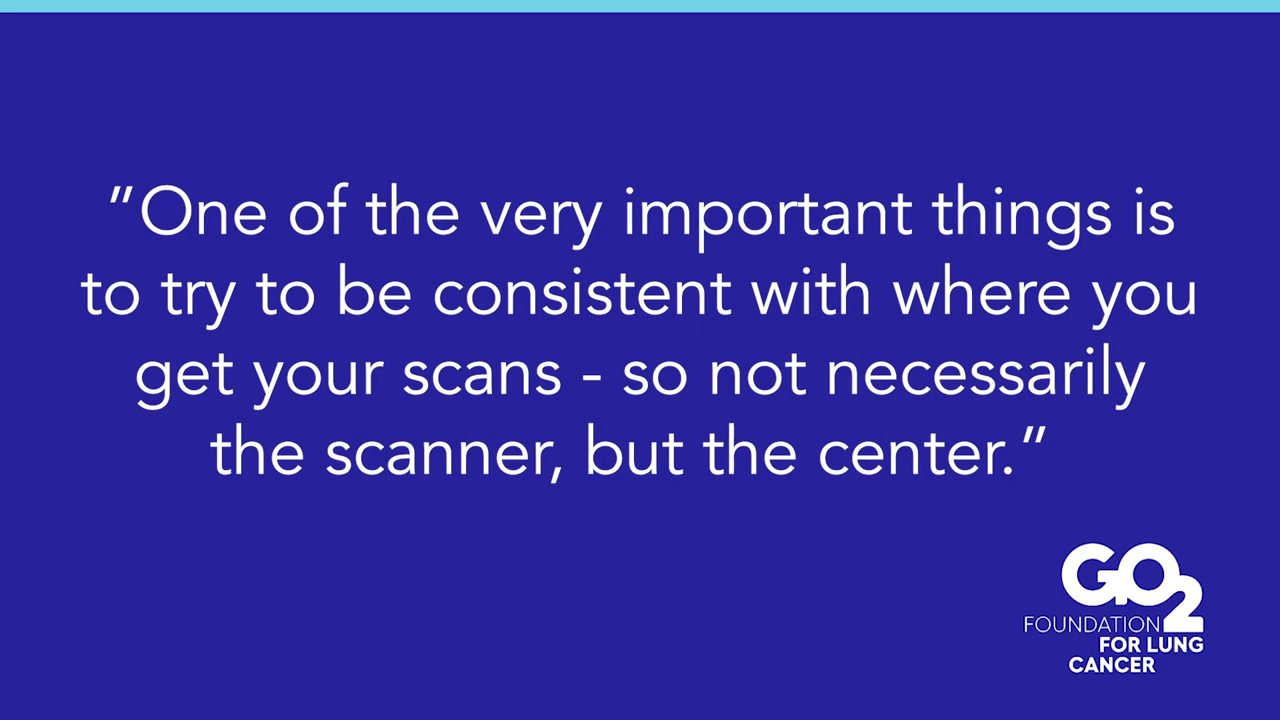 “One of the very important things is
to try to be consistent with where you
get your scans - so not necessarily
the scanner, but the center.”
GO2
FOUNDATION
FOR LUNG
CANCER